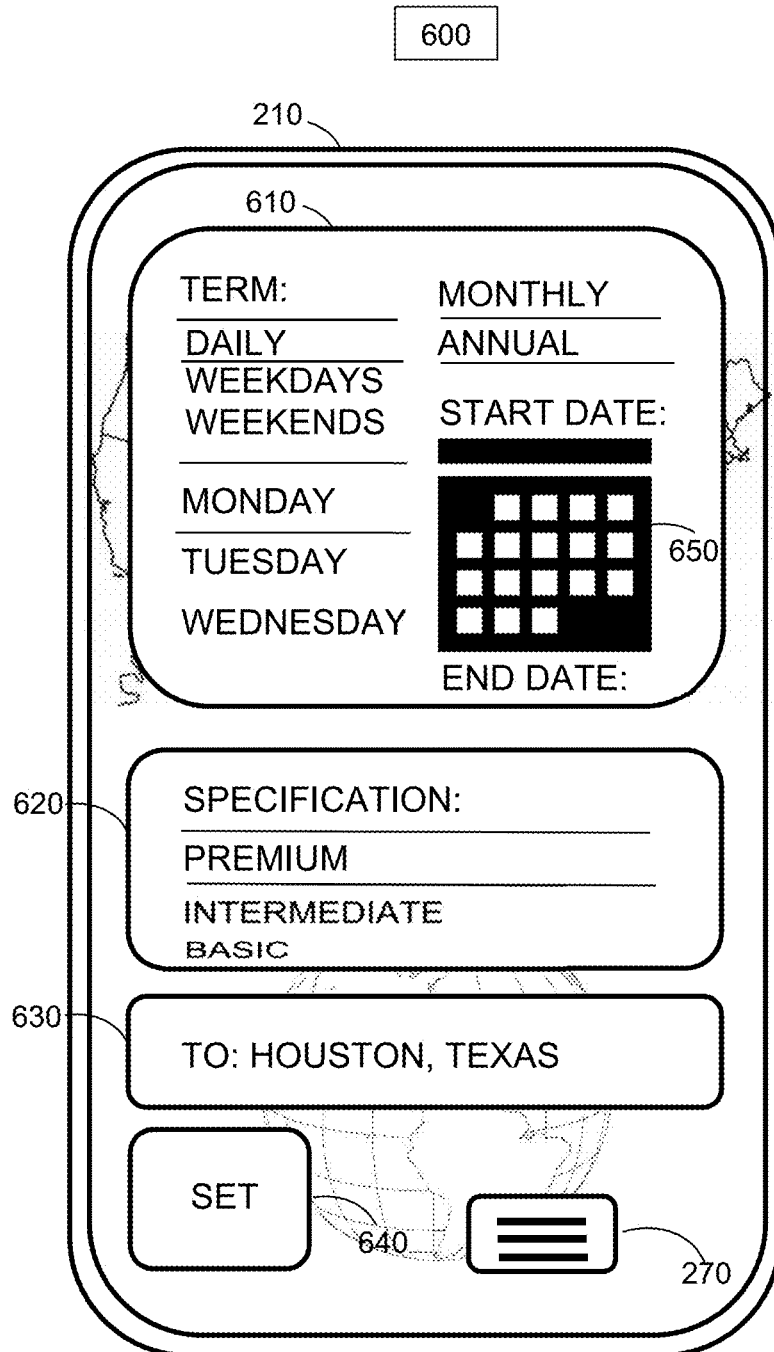 600
210
610
TERM:
DAILY
WEEKDAYS
WEEKENDS
MONDAY
TUESDAY
WEDNESDAY
MONTHLY
ANNUAL
START DATE:
650
END DATE:
620
SPECIFICATION:
PREMIUM
INTERMEDIATE
BASIC
630
TO: HOUSTON, TEXAS
SET
640
270